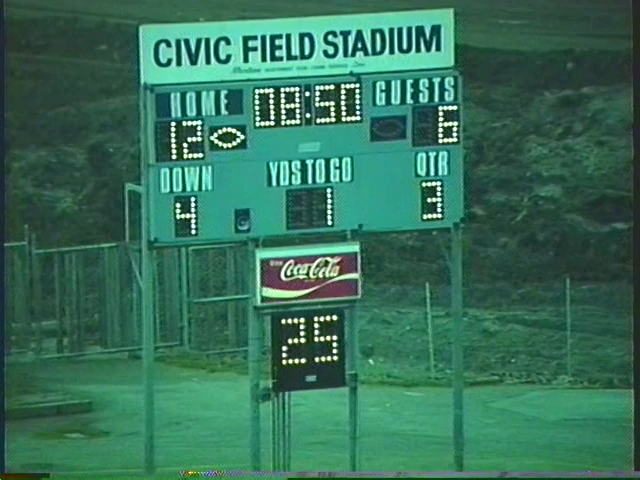 CIVIC FIELD STADIUM
HOME 08:50 GUESTS
12 6
DOWN YDS TO GO QTR
4 1 3
Coca-Cola
25